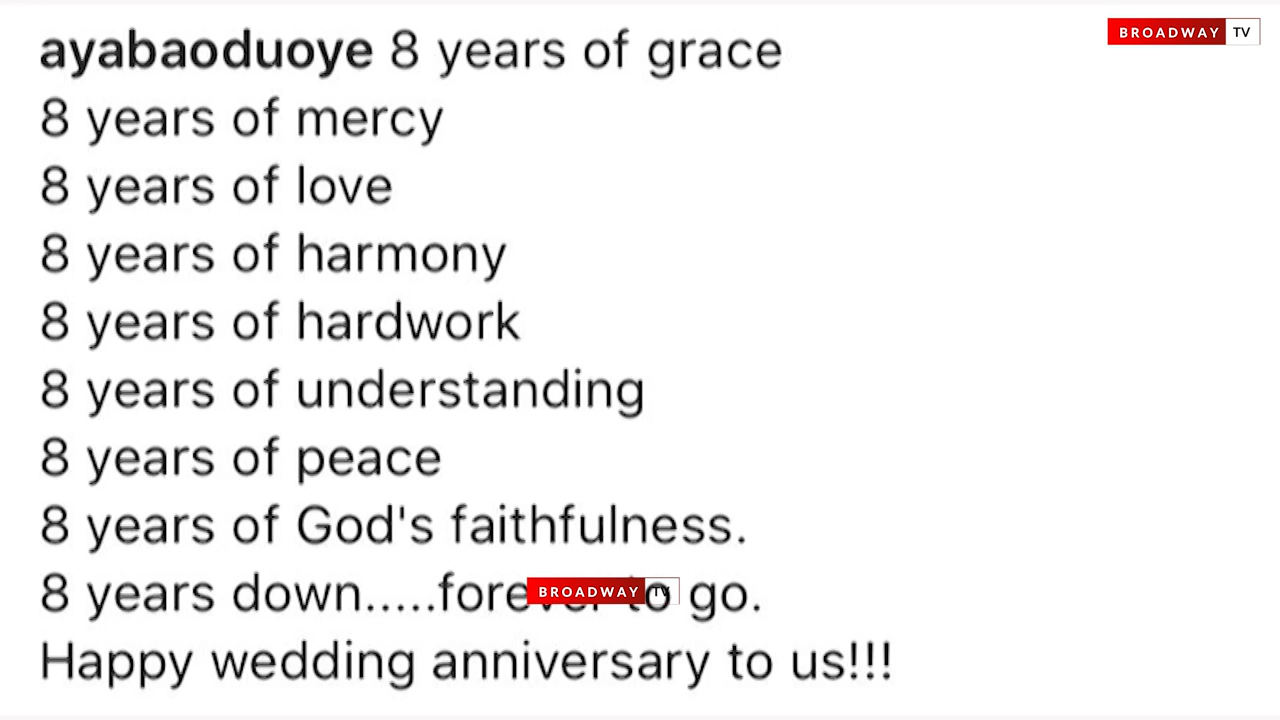 ayabaoduoye 8 years of grace
BROADWAY TV
8 years of mercy
8 years of love
8 years of harmony
8 years of hardwork
8 years of understanding
8 years of peace
8 years of God's faithfulness.
8 years down.....forever to go.
BROADWAY TV
Happy wedding anniversary to us!!!